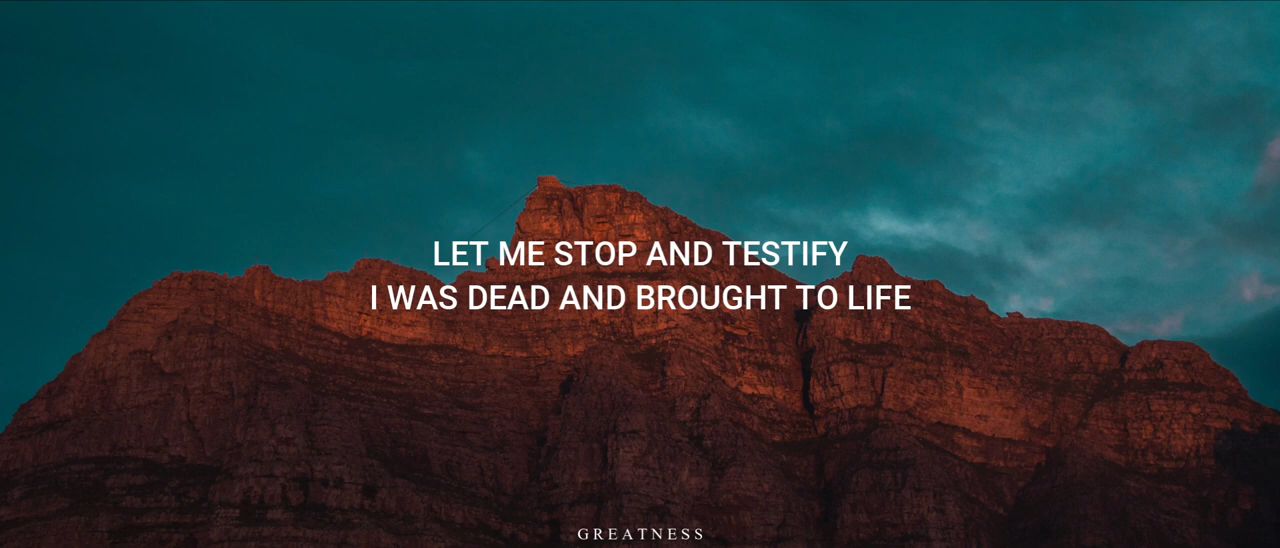 LET ME STOP AND TESTIFY
I WAS DEAD AND BROUGHT TO LIFE
GREATNESS